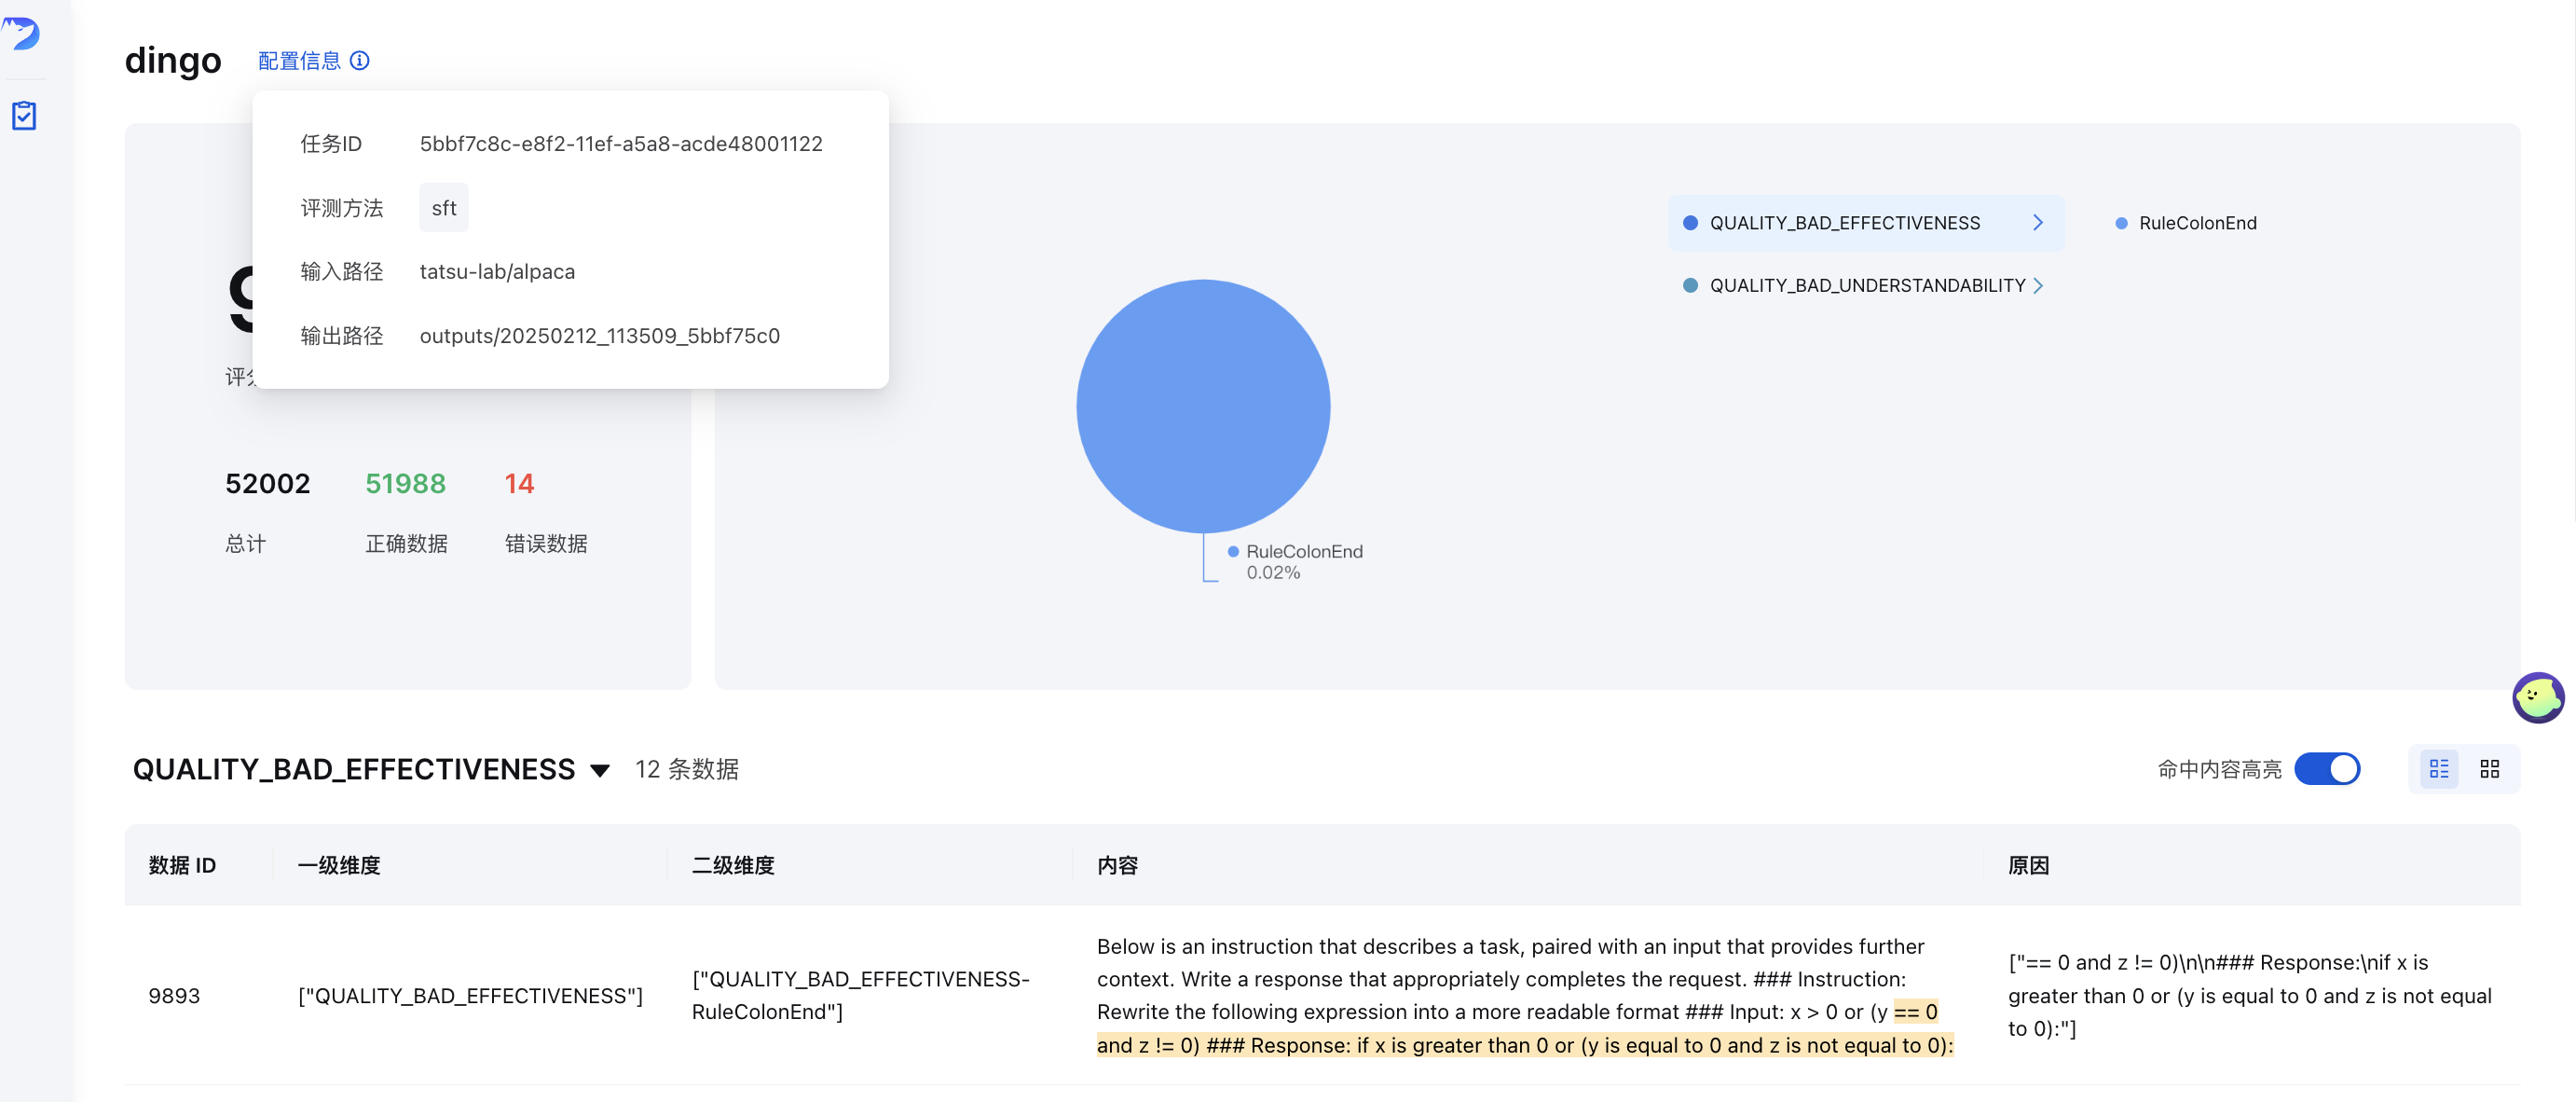 dingo
配置信息
任务ID
5bbf7c8c-e8f2-11ef-a5a8-acde48001122
评测方法
sft
输入路径
tatsu-lab/alpaca
输出路径
outputs/20250212_113509_5bbf75c0
52002
51988
14
总计
正确数据
错误数据
QUALITY_BAD_EFFECTIVENESS
RuleColonEnd
QUALITY_BAD_UNDERSTANDABILITY
RuleColonEnd
0.02%
QUALITY_BAD_EFFECTIVENESS
12 条数据
命中内容高亮
数据 ID
一级维度
二级维度
内容
原因
9893
["QUALITY_BAD_EFFECTIVENESS"]
["QUALITY_BAD_EFFECTIVENESS-
RuleColonEnd"]
Below is an instruction that describes a task, paired with an input that provides further
context. Write a response that appropriately completes the request. ### Instruction:
Rewrite the following expression into a more readable format ### Input: x > 0 or (y == 0
and z != 0) ### Response: if x is greater than 0 or (y is equal to 0 and z is not equal to 0):
["== 0 and z != 0)\n\n### Response:\nif x is
greater than 0 or (y is equal to 0 and z is not equal
to 0):"]